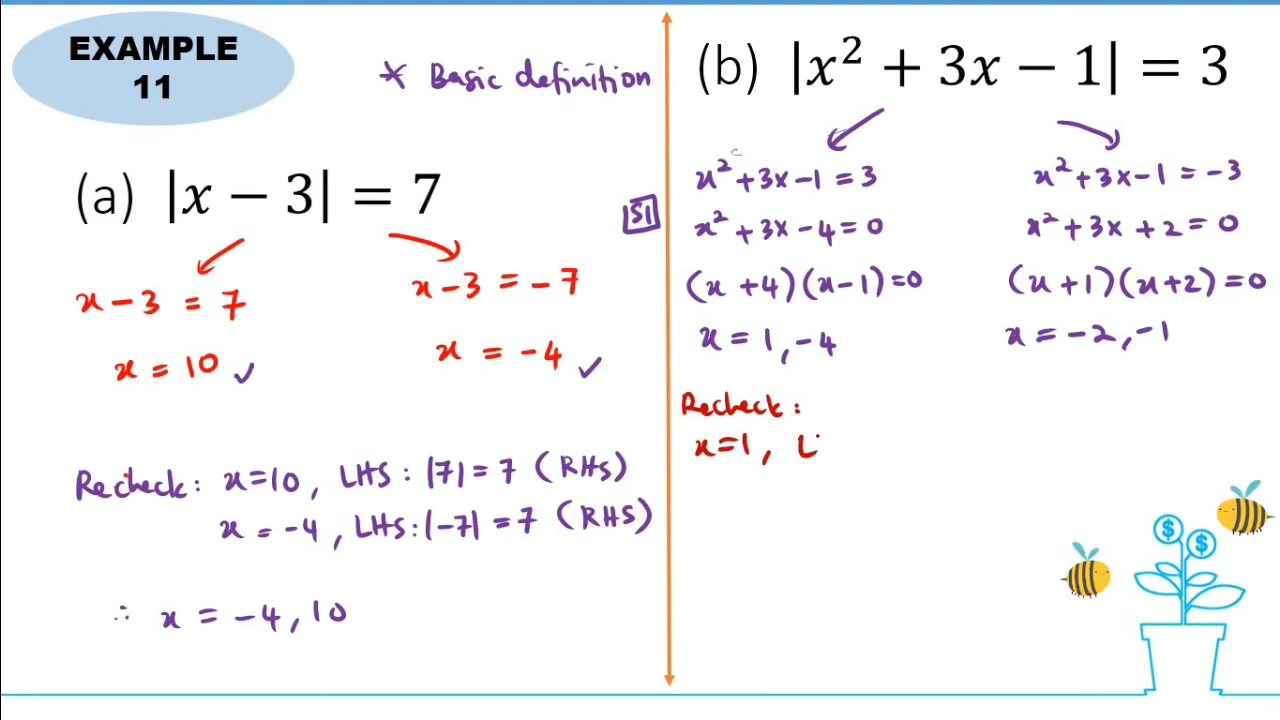 EXAMPLE
11
* Basic definition
(a) |x − 3| = 7
x − 3 = 7
x = 10 ✓
x − 3 = −7
x = −4 ✓
Recheck: x=10, LHS: |7| = 7 (RHS)
x = −4, LHS: |−7| = 7 (RHS)
∴ x = −4, 10
(b) |x² + 3x − 1| = 3
S1
x² + 3x − 1 = 3
x² + 3x − 4 = 0
(x + 4)(x − 1) = 0
x = 1, −4
x² + 3x − 1 = −3
x² + 3x + 2 = 0
(x + 1)(x + 2) = 0
x = −2, −1
Recheck:
x=1, L
$ $